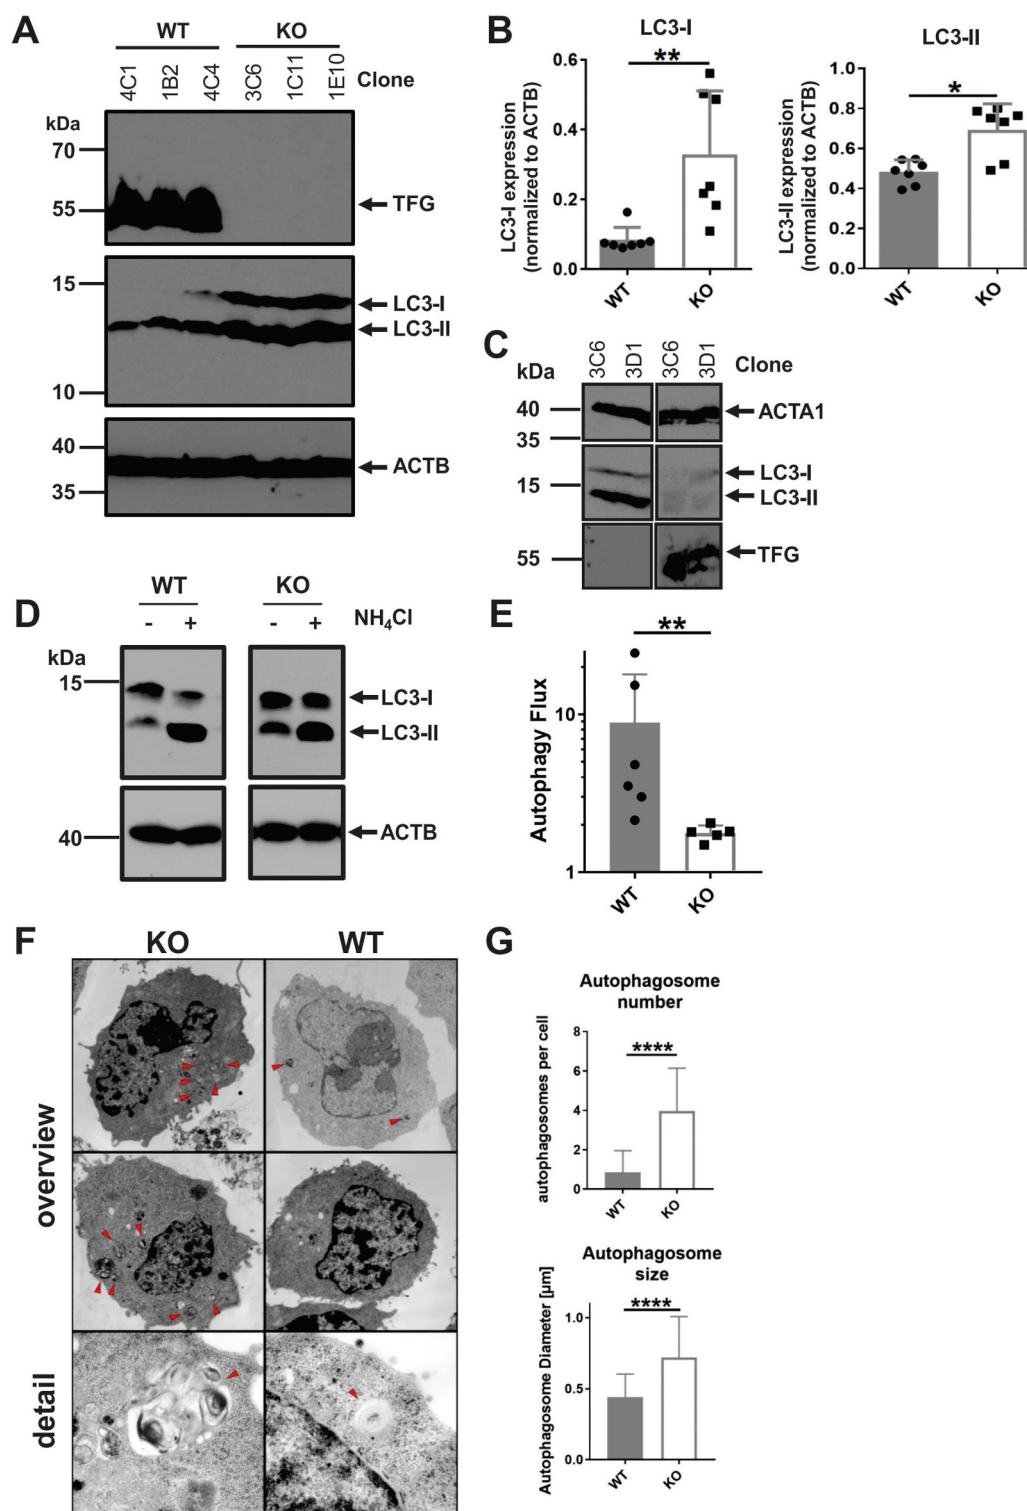 A
WT KO
4C1 1B2 4C4 3C6 1C11 1E10 Clone
kDa
70
55
TFG
15
LC3-I
LC3-II
10
40
ACTB
35
B
LC3-I
**
LC3-I expression
(normalized to ACTB)
0.6
0.4
0.2
0.0
WT KO
LC3-II
*
LC3-II expression
(normalized to ACTB)
1.0
0.8
0.6
0.4
0.2
0.0
WT KO
C
3C6 3D1 3C6 3D1 Clone
kDa
40
ACTA1
35
LC3-I
15
LC3-II
55
TFG
D
WT KO
- + - + NH₄Cl
kDa
15
LC3-I
LC3-II
40
ACTB
E
**
Autophagy Flux
10
1
WT KO
F
KO WT
overview
detail
G
Autophagosome
number
autophagosomes per cell
****
8
6
4
2
0
WT KO
Autophagosome
size
Autophagosome Diameter [µm]
****
1.0
0.5
0.0
WT KO